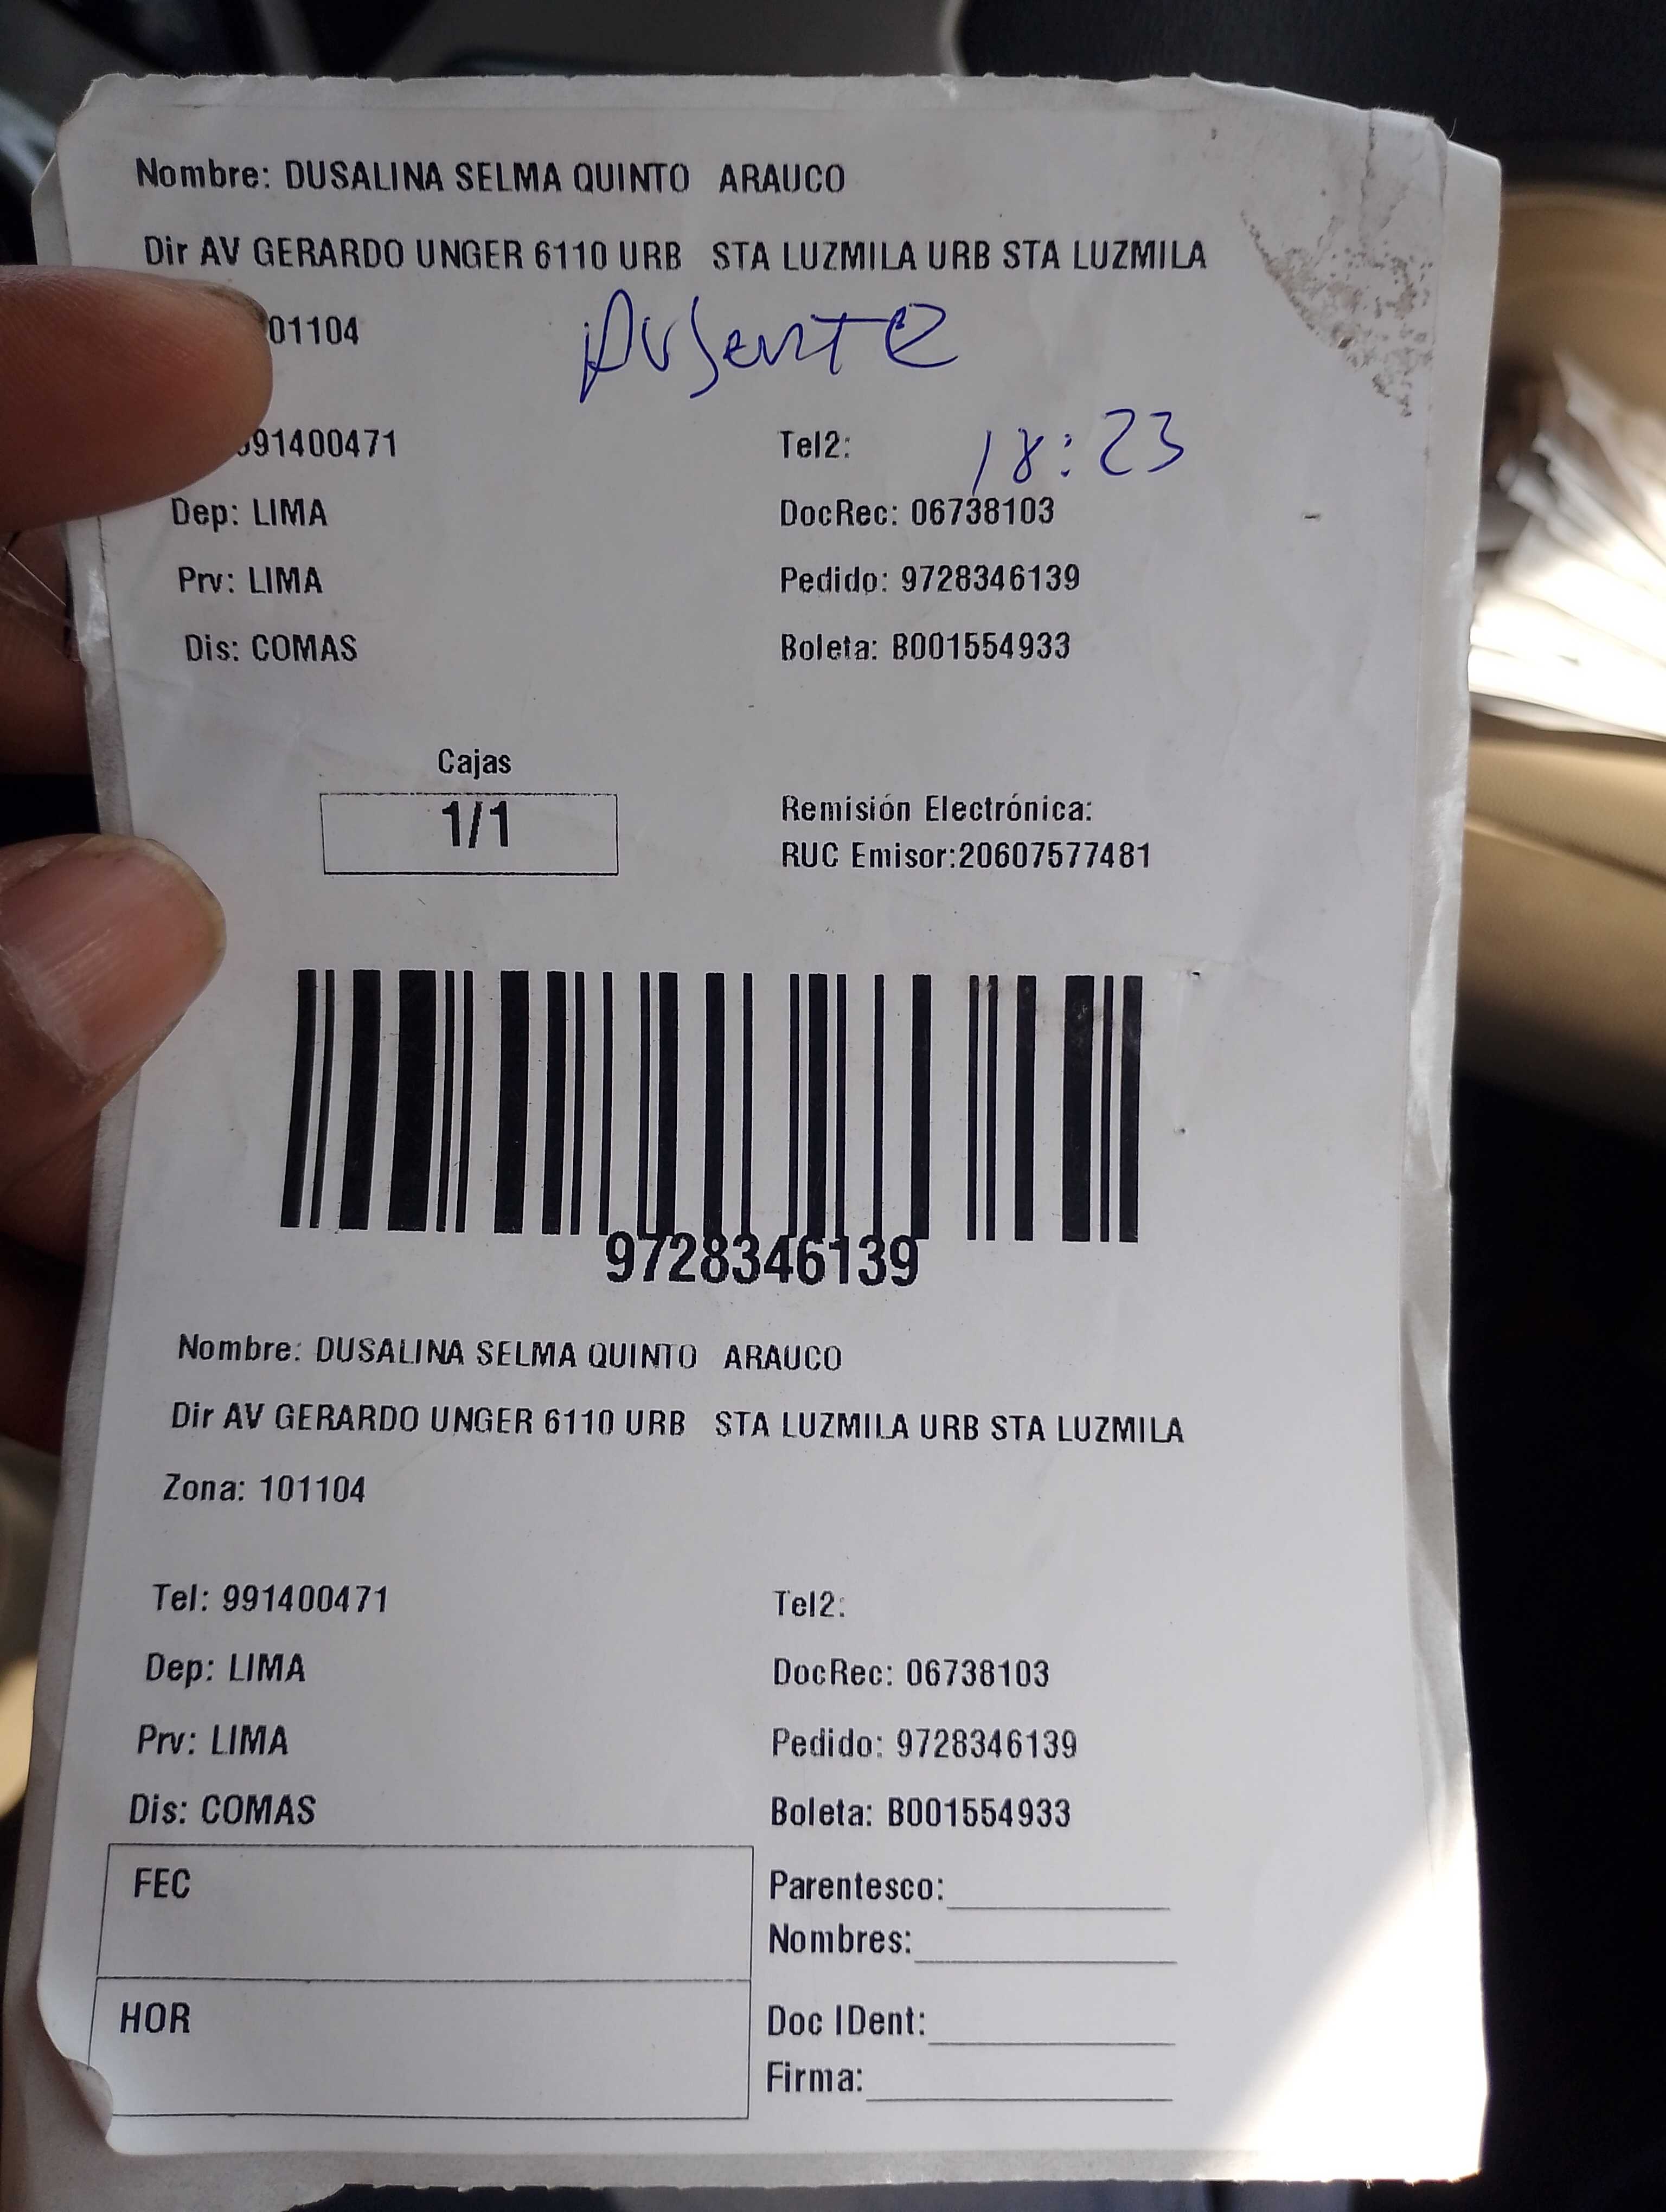 Nombre: DUSALINA SELMA QUINTO ARAUCO
Dir AV GERARDO UNGER 6110 URB STA LUZMILA URB STA LUZMILA
01104
Ausente
91400471 Tel2: 18:23
Dep: LIMA DocRec: 06738103
Prv: LIMA Pedido: 9728346139
Dis: COMAS Boleta: B001554933
Cajas
1/1
Remisión Electrónica:
RUC Emisor:20607577481
9728346139
Nombre: DUSALINA SELMA QUINTO ARAUCO
Dir AV GERARDO UNGER 6110 URB STA LUZMILA URB STA LUZMILA
Zona: 101104
Tel: 991400471 Tel2:
Dep: LIMA DocRec: 06738103
Prv: LIMA Pedido: 9728346139
Dis: COMAS Boleta: B001554933
FEC Parentesco:
Nombres:
HOR Doc IDent:
Firma: